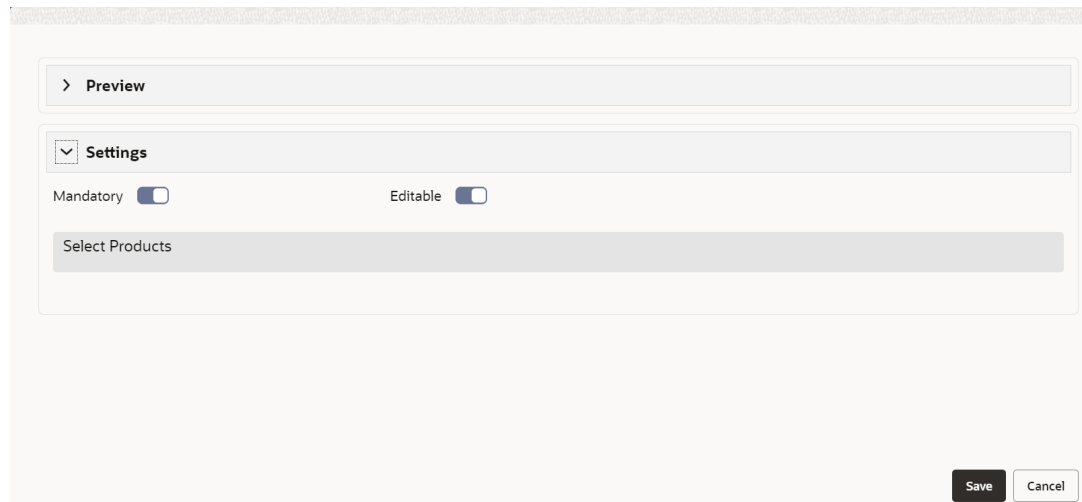 Preview
Settings
Mandatory Editable
Select Products
Save Cancel